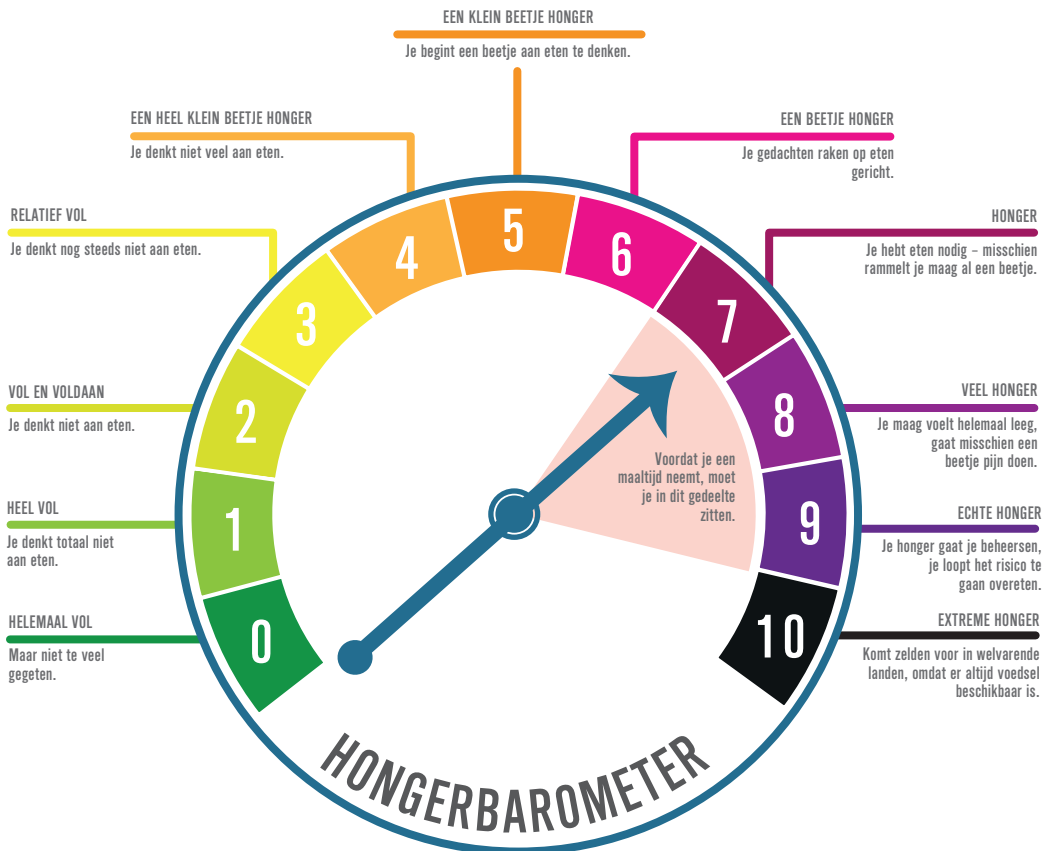 EEN KLEIN BEETJE HONGER
Je begint een beetje aan eten te denken.
EEN HEEL KLEIN BEETJE HONGER
Je denkt niet veel aan eten.
EEN BEETJE HONGER
Je gedachten raken op eten
gericht.
RELATIEF VOL
Je denkt nog steeds niet aan eten.
HONGER
Je hebt eten nodig – misschien
rammelt je maag al een beetje.
VOL EN VOLDAAN
Je denkt niet aan eten.
VEEL HONGER
Je maag voelt helemaal leeg,
gaat misschien een
beetje pijn doen.
HEEL VOL
Je denkt totaal niet
aan eten.
ECHTE HONGER
Je honger gaat je beheersen,
je loopt het risico te
gaan overeten.
HELEMAAL VOL
Maar niet te veel
gegeten.
EXTREME HONGER
Komt zelden voor in welvarende
landen, omdat er altijd voedsel
beschikbaar is.
0
1
2
3
4
5
6
7
8
9
10
Voordat je een
maaltijd neemt, moet
je in dit gedeelte
zitten.
HONGERBAROMETER